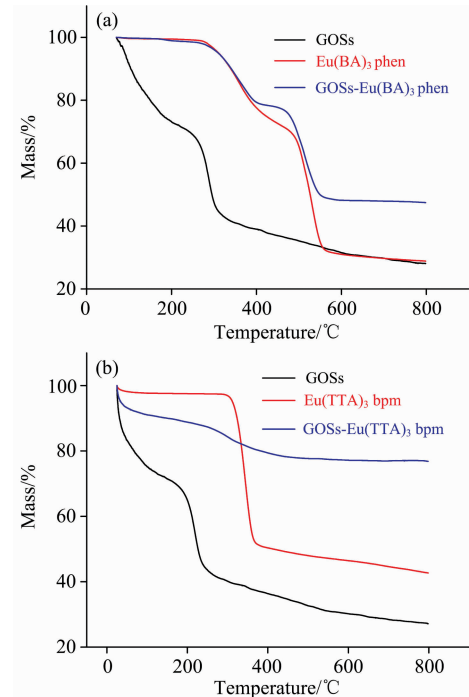 (a)
GOSs
Eu(BA)₃ phen
GOSs-Eu(BA)₃ phen
100
80
60
40
20
Mass/%
0 200 400 600 800
Temperature/℃
(b)
GOSs
Eu(TTA)₃ bpm
GOSs-Eu(TTA)₃ bpm
100
80
60
40
20
Mass/%
0 200 400 600 800
Temperature/℃